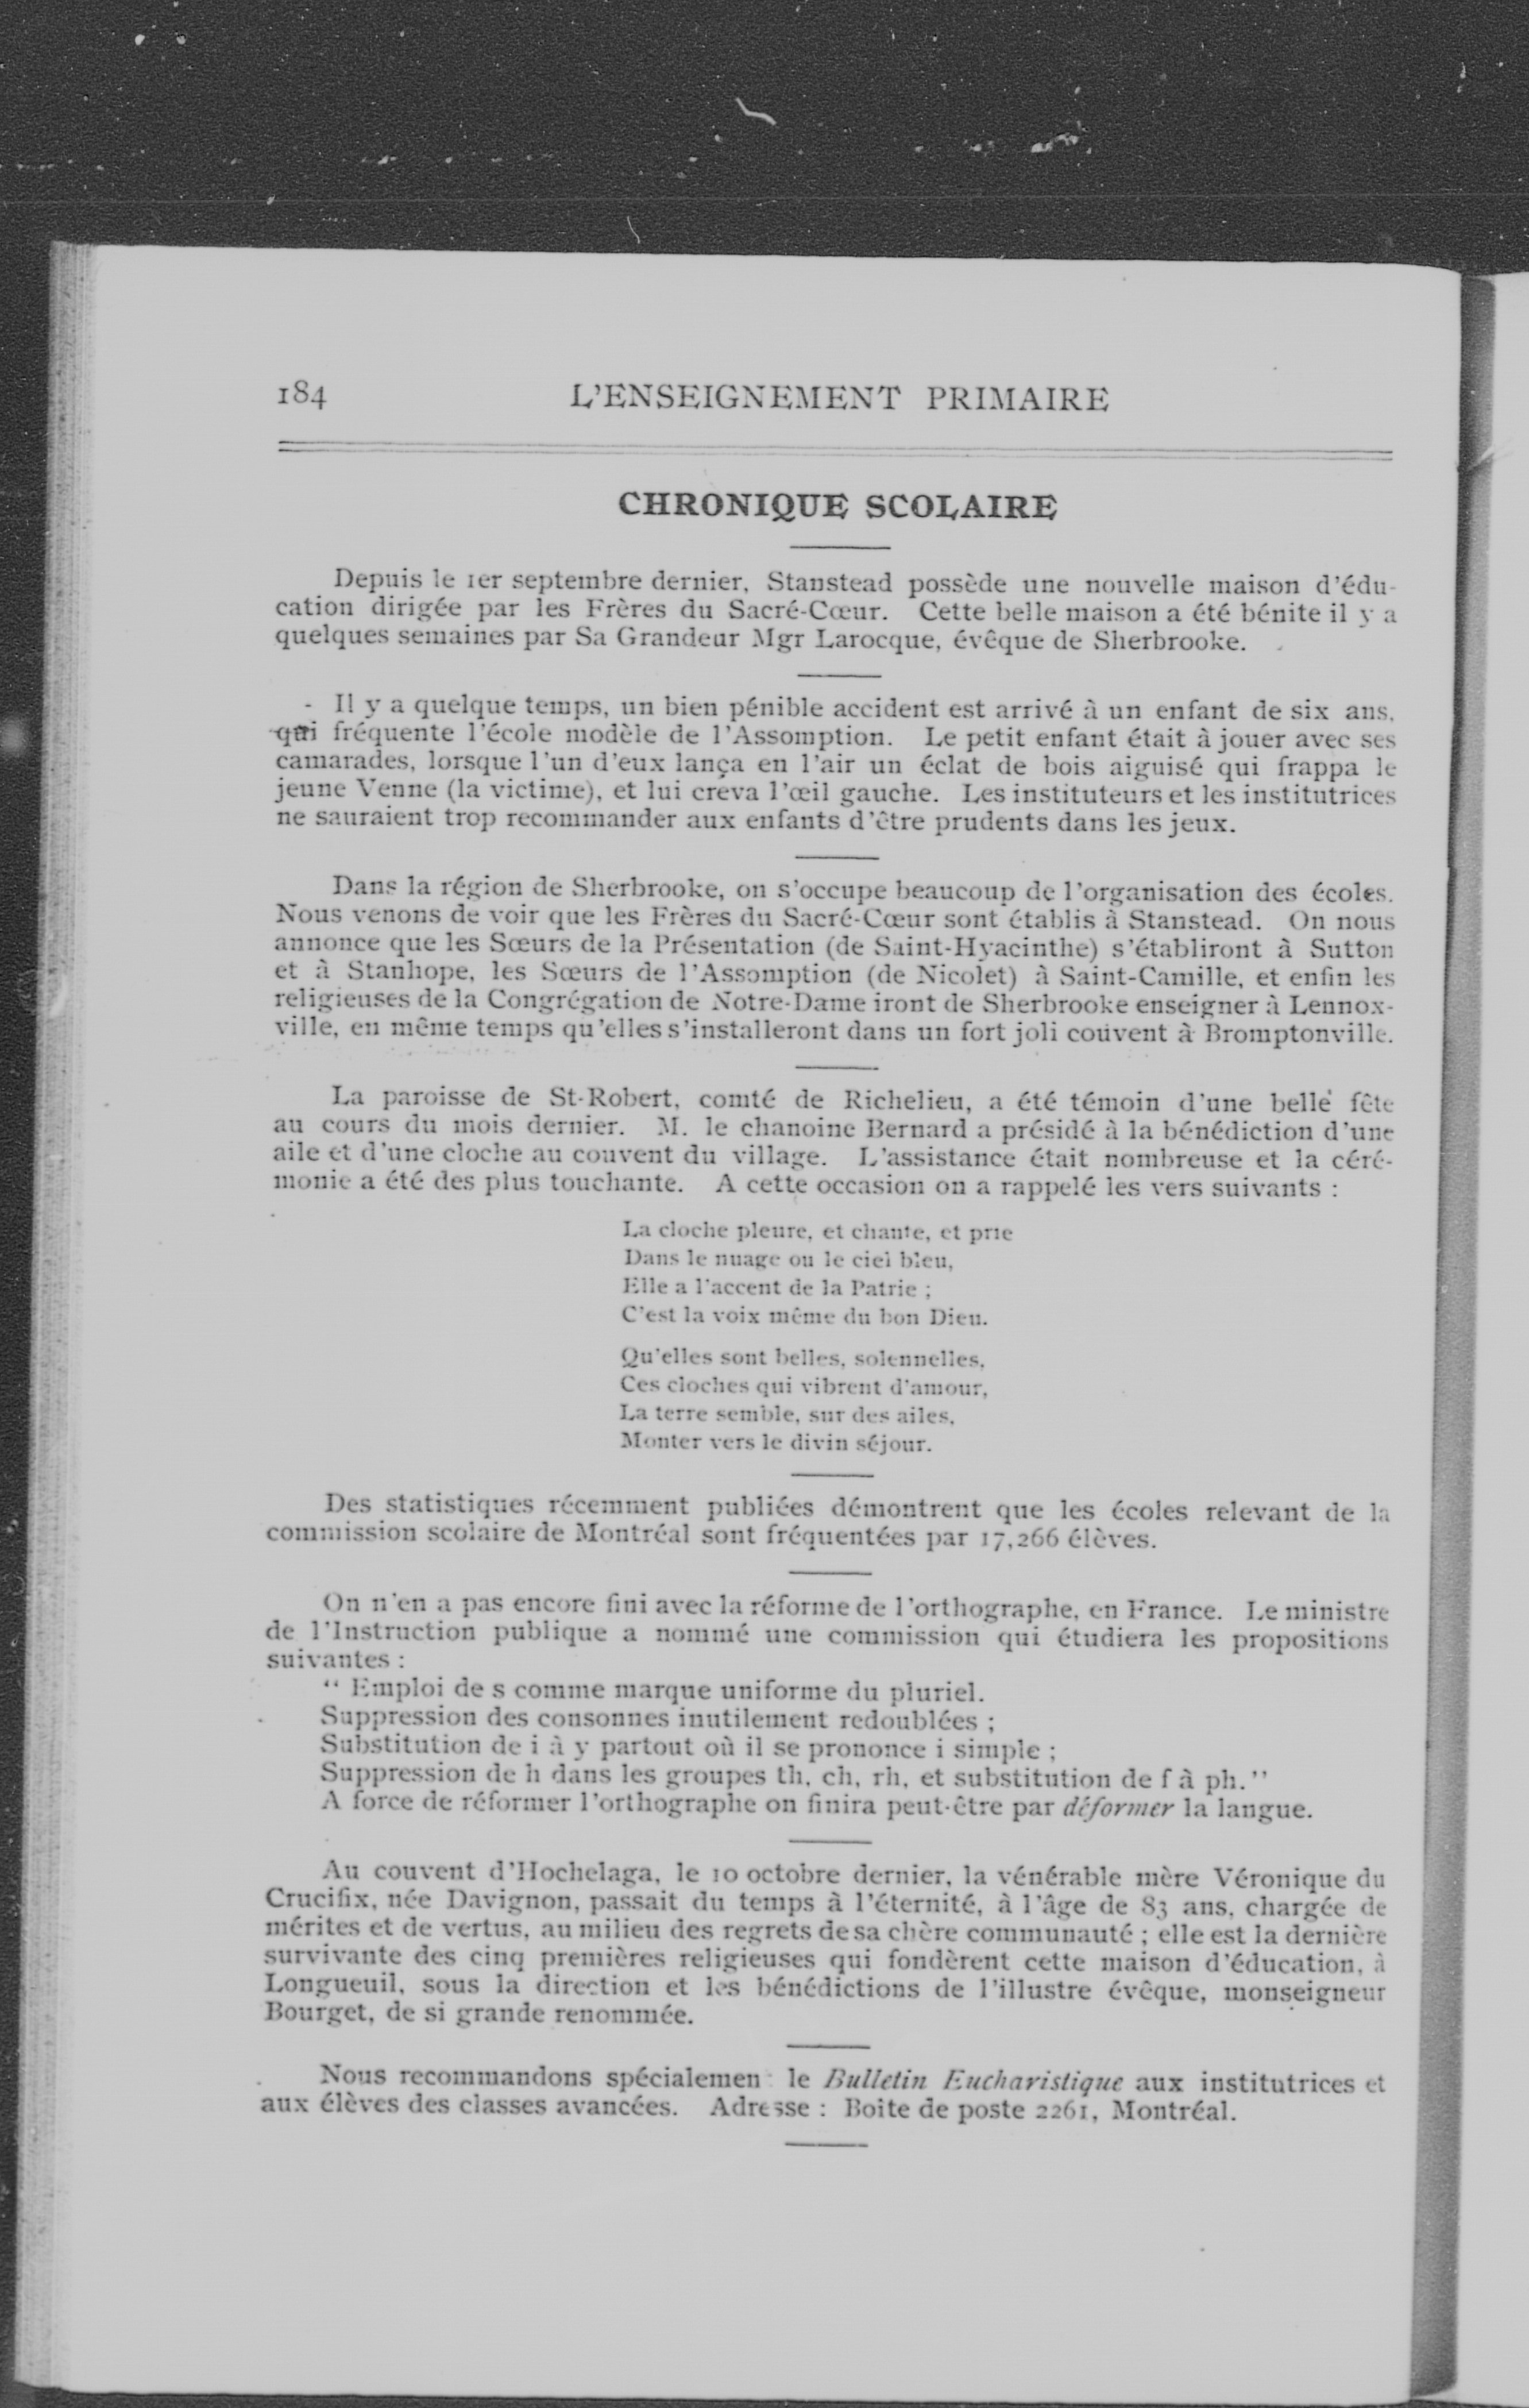 184 L'ENSEIGNEMENT PRIMAIRE
CHRONIQUE SCOLAIRE
Depuis le 1er septembre dernier, Stanstead possède une nouvelle maison d'édu-
cation dirigée par les Frères du Sacré-Cœur. Cette belle maison a été bénite il y a
quelques semaines par Sa Grandeur Mgr Larocque, évêque de Sherbrooke.
- Il y a quelque temps, un bien pénible accident est arrivé à un enfant de six ans,
qui fréquente l'école modèle de l'Assomption. Le petit enfant était à jouer avec ses
camarades, lorsque l'un d'eux lança en l'air un éclat de bois aiguisé qui frappa le
jeune Venne (la victime), et lui creva l'œil gauche. Les instituteurs et les institutrices
ne sauraient trop recommander aux enfants d'être prudents dans les jeux.
Dans la région de Sherbrooke, on s'occupe beaucoup de l'organisation des écoles.
Nous venons de voir que les Frères du Sacré-Cœur sont établis à Stanstead. On nous
annonce que les Sœurs de la Présentation (de Saint-Hyacinthe) s'établiront à Sutton
et à Stanhope, les Sœurs de l'Assomption (de Nicolet) à Saint-Camille, et enfin les
religieuses de la Congrégation de Notre-Dame iront de Sherbrooke enseigner à Lennox-
ville, en même temps qu'elles s'installeront dans un fort joli couvent à Bromptonville.
La paroisse de St-Robert, comté de Richelieu, a été témoin d'une belle fête
au cours du mois dernier. M. le chanoine Bernard a présidé à la bénédiction d'une
aile et d'une cloche au couvent du village. L'assistance était nombreuse et la céré-
monie a été des plus touchante. A cette occasion on a rappelé les vers suivants :
La cloche pleure, et chante, et prie
Dans le nuage ou le ciel bleu,
Elle a l'accent de la Patrie ;
C'est la voix même du bon Dieu.
Qu'elles sont belles, solennelles,
Ces cloches qui vibrent d'amour,
La terre semble, sur des ailes,
Monter vers le divin séjour.
Des statistiques récemment publiées démontrent que les écoles relevant de la
commission scolaire de Montréal sont fréquentées par 17,266 élèves.
On n'en a pas encore fini avec la réforme de l'orthographe, en France. Le ministre
de l'Instruction publique a nommé une commission qui étudiera les propositions
suivantes :
“ Emploi de s comme marque uniforme du pluriel.
Suppression des consonnes inutilement redoublées ;
Substitution de i à y partout où il se prononce i simple ;
Suppression de h dans les groupes th, ch, rh, et substitution de f à ph.”
A force de réformer l'orthographe on finira peut-être par déformer la langue.
Au couvent d'Hochelaga, le 10 octobre dernier, la vénérable mère Véronique du
Crucifix, née Davignon, passait du temps à l'éternité, à l'âge de 83 ans, chargée de
mérites et de vertus, au milieu des regrets de sa chère communauté ; elle est la dernière
survivante des cinq premières religieuses qui fondèrent cette maison d'éducation, à
Longueuil, sous la direction et les bénédictions de l'illustre évêque, monseigneur
Bourget, de si grande renommée.
Nous recommandons spécialemen le Bulletin Eucharistique aux institutrices et
aux élèves des classes avancées. Adresse : Boite de poste 2261, Montréal.